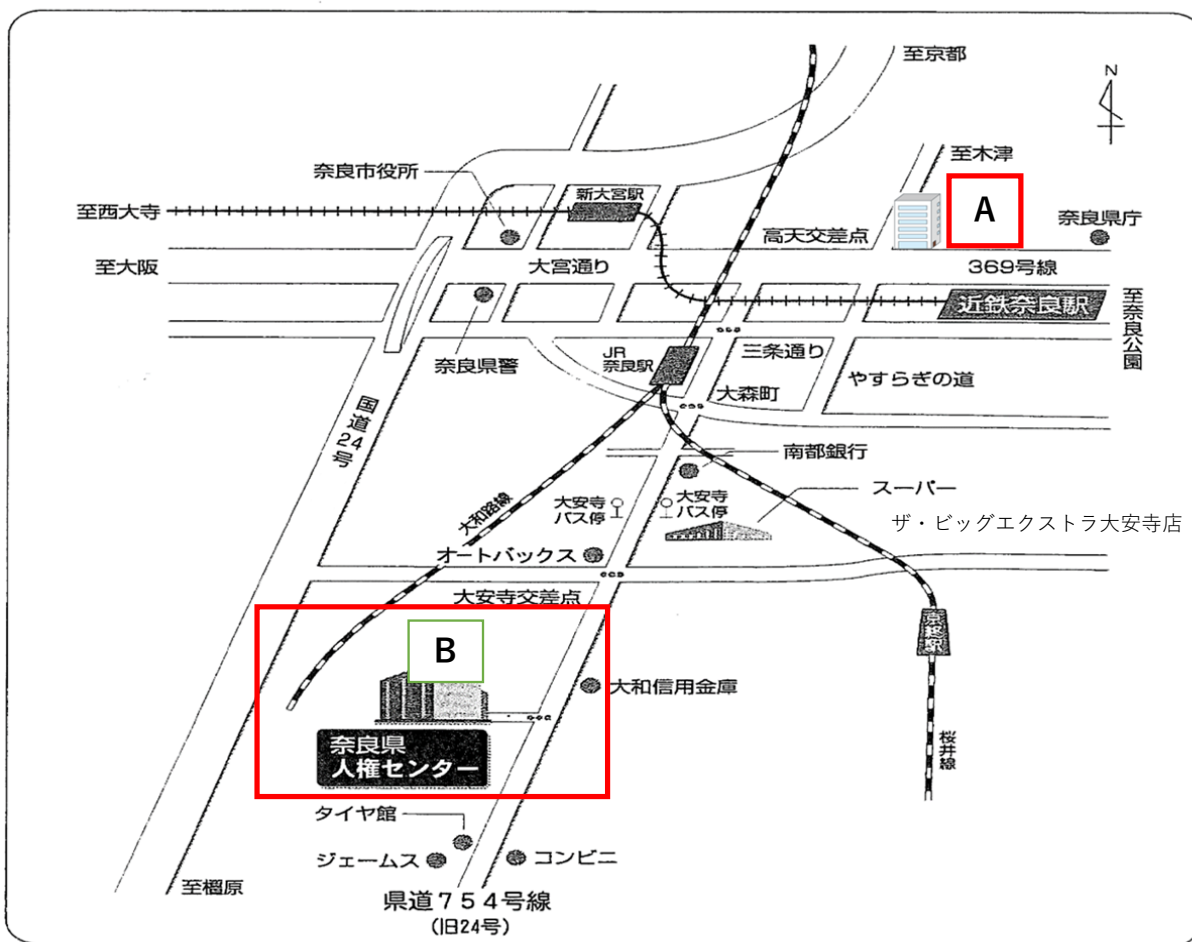 至京都
N
至木津
奈良市役所
新大宮駅
A
至西大寺
奈良県庁
高天交差点
至大阪
大宮通り
369号線
近鉄奈良駅
至奈良公園
奈良県警
JR
奈良駅
三条通り
やすらぎの道
大森町
国道24号
南都銀行
スーパー
大安寺
バス停
大安寺
バス停
ザ・ビッグエクストラ大安寺店
大和路線
オートバックス
大安寺交差点
京終駅
B
大和信用金庫
奈良県
人権センター
桜井線
タイヤ館
ジェームス
コンビニ
至橿原
県道754号線
(旧24号)